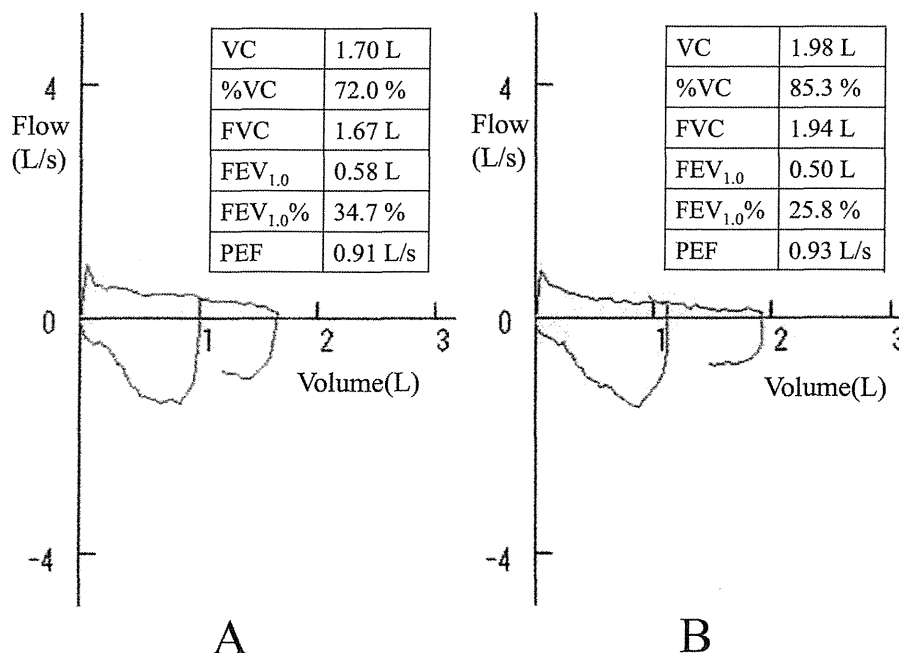 VC 1.70 L
%VC 72.0 %
FVC 1.67 L
FEV1.0 0.58 L
FEV1.0% 34.7 %
PEF 0.91 L/s
4
Flow
(L/s)
0
1
2
3
Volume(L)
-4
A
VC 1.98 L
%VC 85.3 %
FVC 1.94 L
FEV1.0 0.50 L
FEV1.0% 25.8 %
PEF 0.93 L/s
4
Flow
(L/s)
0
1
2
3
Volume(L)
-4
B